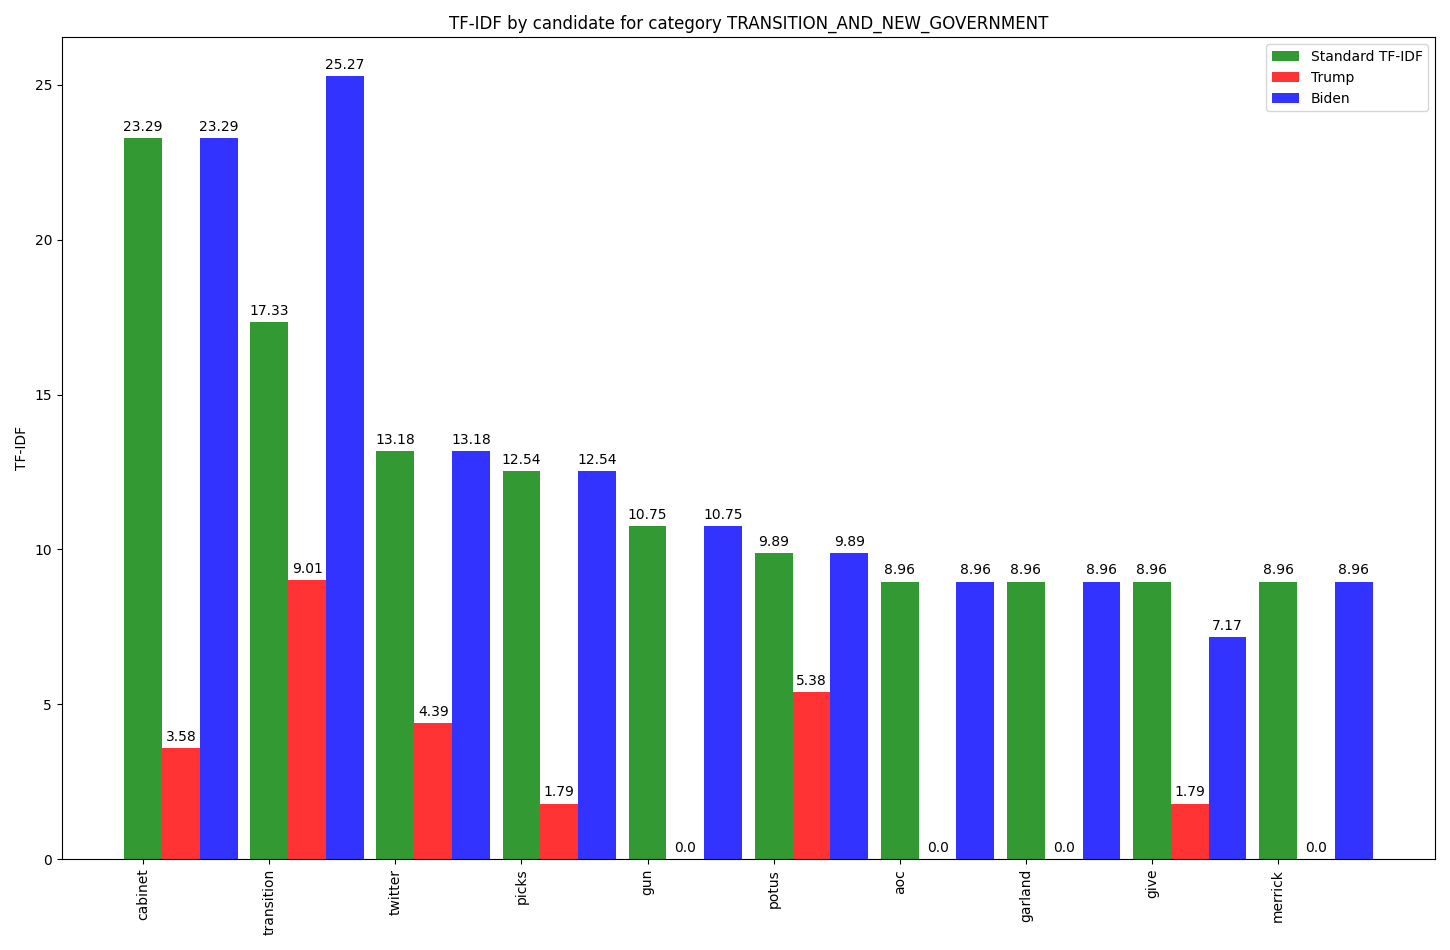 TF-IDF by candidate for category TRANSITION_AND_NEW_GOVERNMENT
Standard TF-IDF
Trump
Biden
TF-IDF
25
20
15
10
5
0
23.29
3.58
23.29
17.33
9.01
25.27
13.18
4.39
13.18
12.54
1.79
12.54
10.75
0.0
10.75
9.89
5.38
9.89
8.96
0.0
8.96
8.96
0.0
8.96
8.96
1.79
7.17
8.96
0.0
8.96
cabinet
transition
twitter
picks
gun
potus
aoc
garland
give
merrick